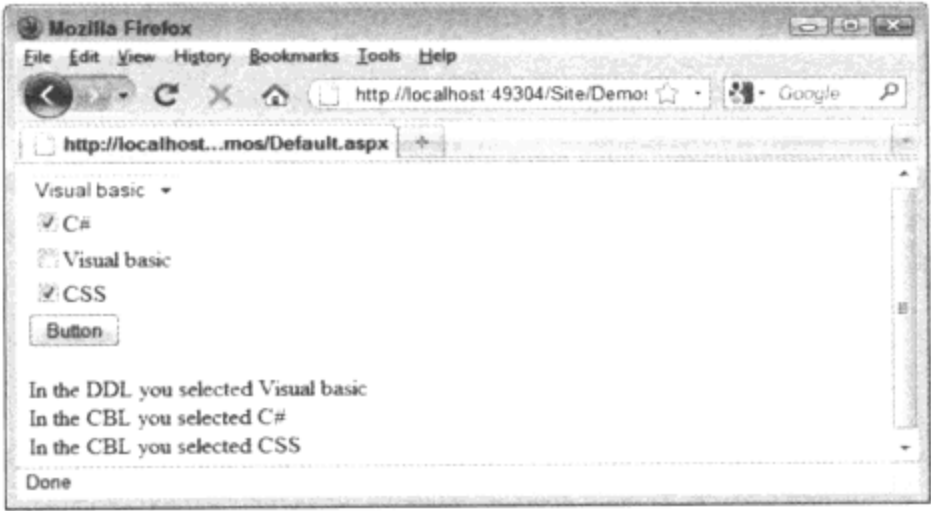 Mozilla Firefox
File Edit View History Bookmarks Tools Help
http://localhost:49304/Site/Demo: Google
http://localhost...mos/Default.aspx
Visual basic
C#
Visual basic
CSS
Button
In the DDL you selected Visual basic
In the CBL you selected C#
In the CBL you selected CSS
Done